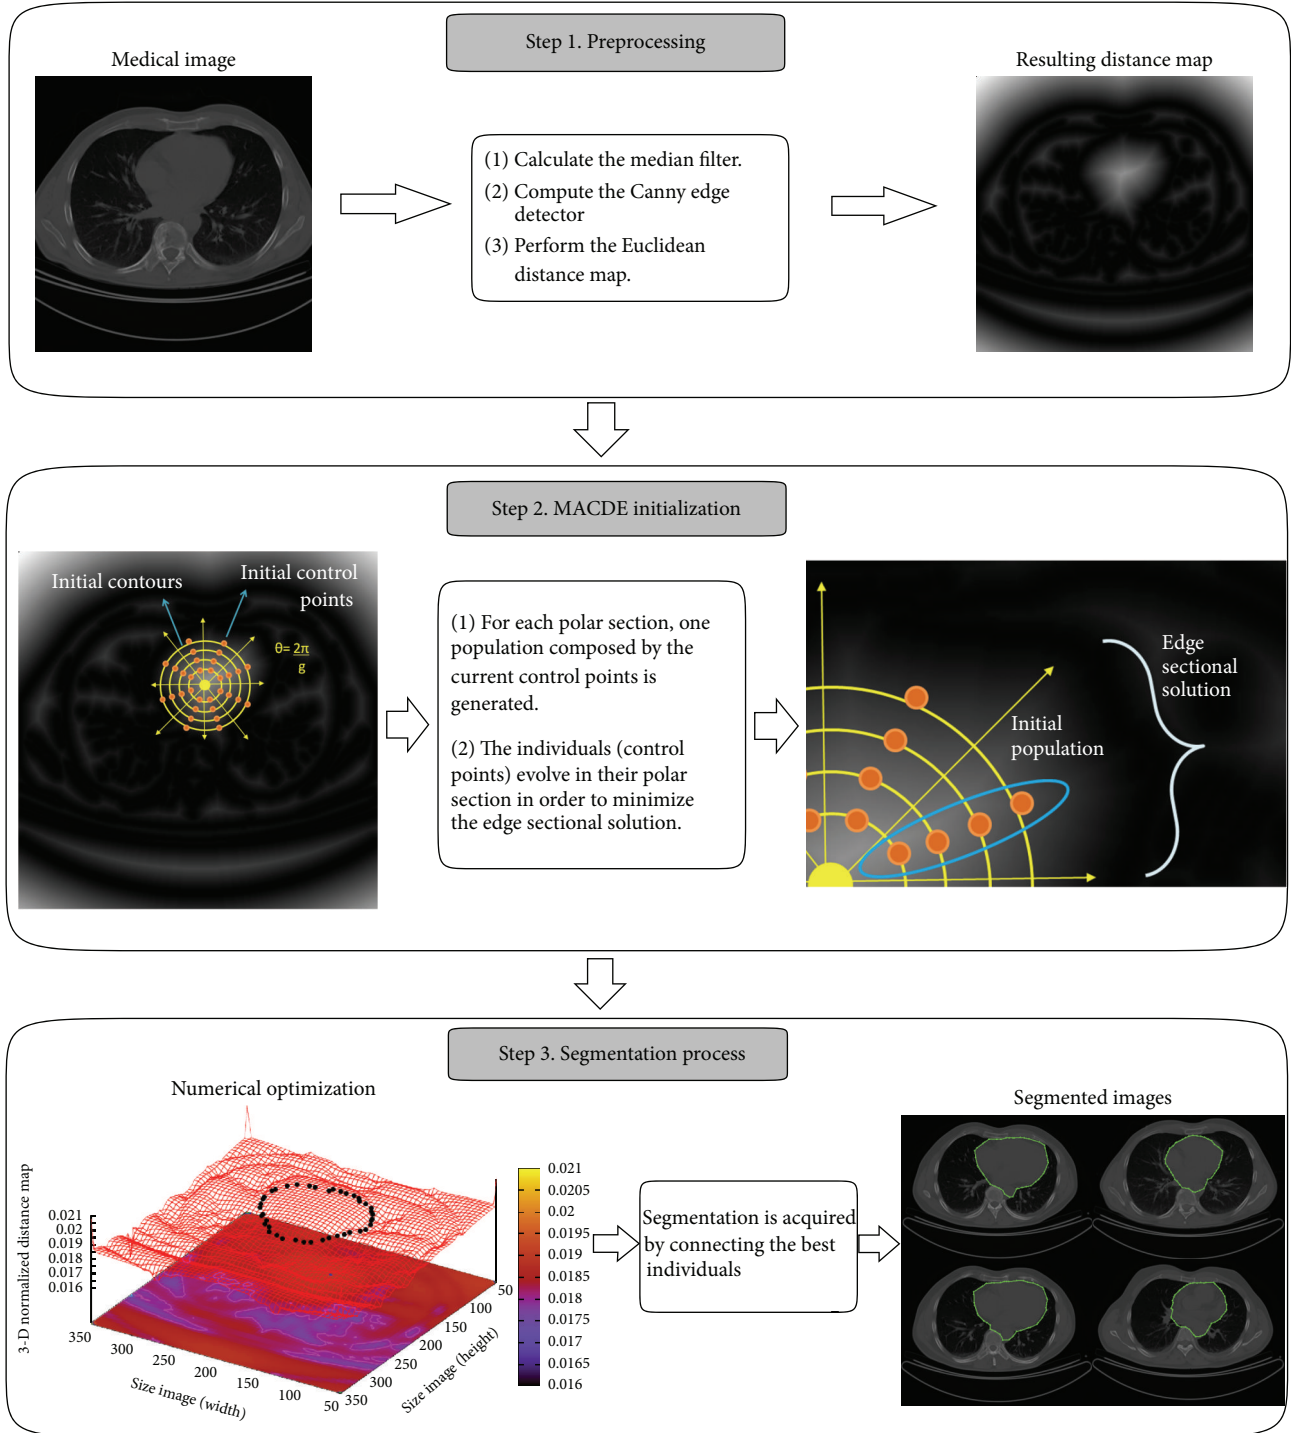 Step 1. Preprocessing
Medical image
Resulting distance map
(1) Calculate the median filter.
(2) Compute the Canny edge
detector
(3) Perform the Euclidean
distance map.
Step 2. MACDE initialization
Initial contours
Initial control
points
θ= 2π
g
(1) For each polar section, one
population composed by the
current control points is
generated.
(2) The individuals (control
points) evolve in their polar
section in order to minimize
the edge sectional solution.
Edge
sectional
solution
Initial
population
Step 3. Segmentation process
Numerical optimization
3-D normalized distance map
0.021
0.02
0.019
0.018
0.017
0.016
350
300
250
200
150
100
50
Size image (width)
350
300
250
200
150
100
50
Size image (height)
0.021
0.0205
0.02
0.0195
0.019
0.0185
0.018
0.0175
0.017
0.0165
0.016
Segmentation is acquired
by connecting the best
individuals
Segmented images